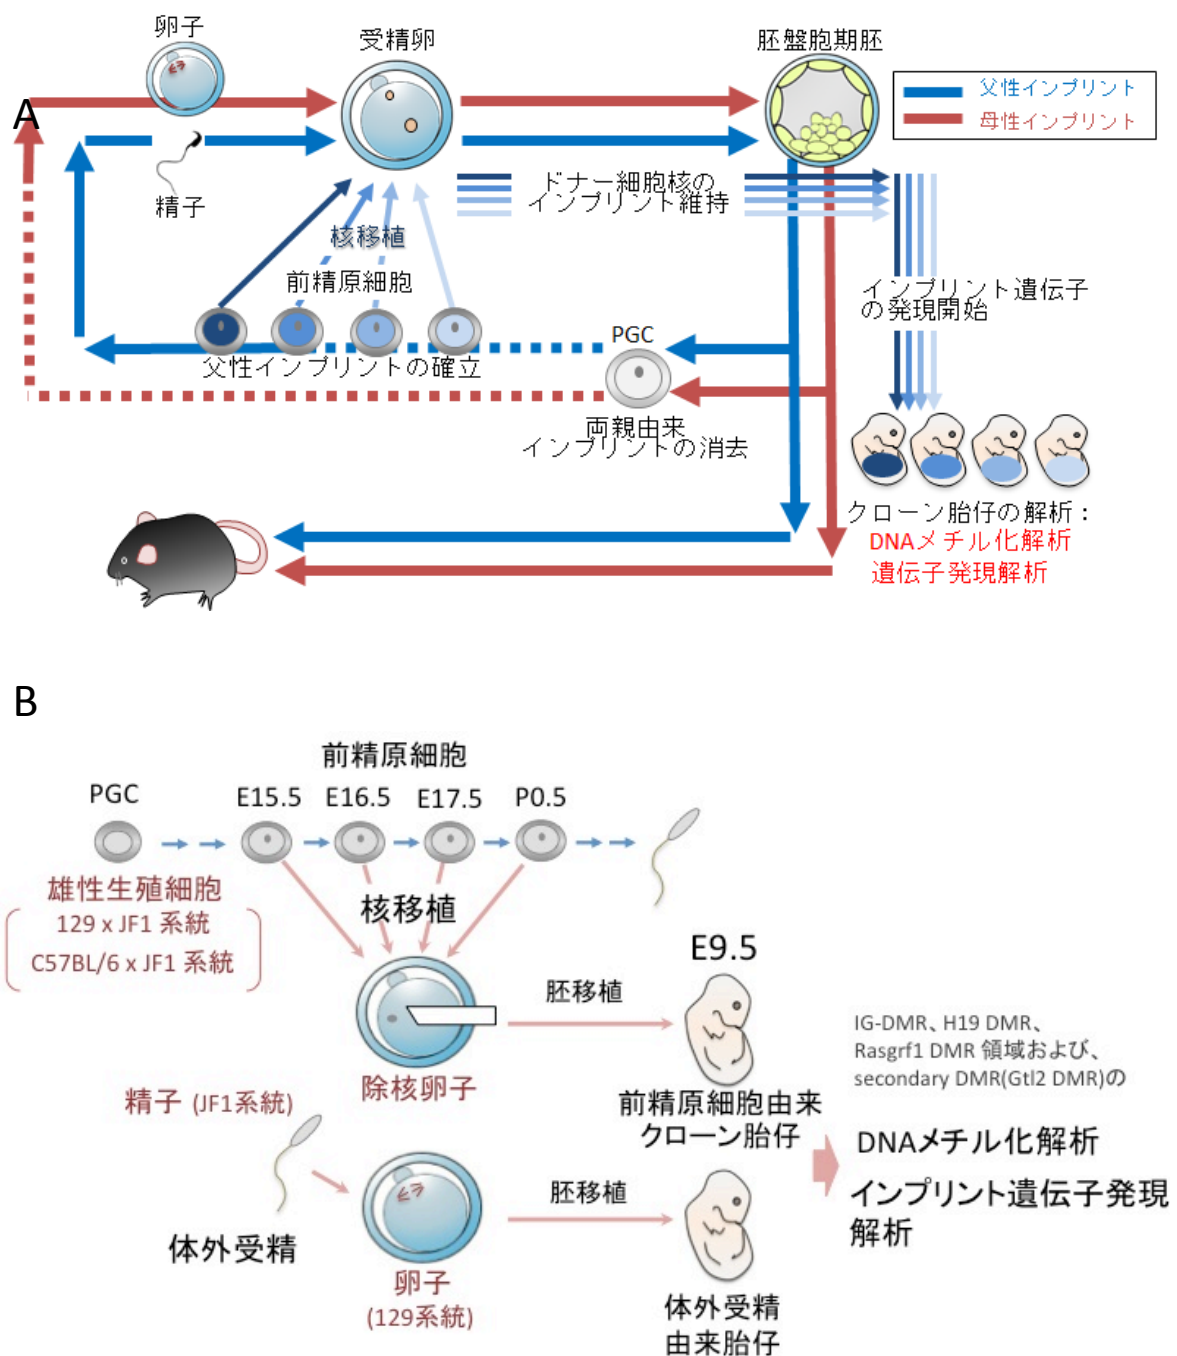 A
卵子
受精卵
胚盤胞期胚
父性インプリント
母性インプリント
精子
ドナー細胞核の
インプリント維持
核移植
前精原細胞
インプリント遺伝子
の発現開始
PGC
父性インプリントの確立
両親由来
インプリントの消去
クローン胎仔の解析：
DNAメチル化解析
遺伝子発現解析
B
前精原細胞
PGC
E15.5
E16.5
E17.5
P0.5
雄性生殖細胞
129 x JF1 系統
C57BL/6 x JF1 系統
核移植
E9.5
胚移植
除核卵子
前精原細胞由来
クローン胎仔
IG-DMR、H19 DMR、
Rasgrf1 DMR 領域および、
secondary DMR(Gtl2 DMR)の
DNAメチル化解析
インプリント遺伝子発現
解析
精子 (JF1系統)
胚移植
体外受精
卵子
(129系統)
体外受精
由来胎仔